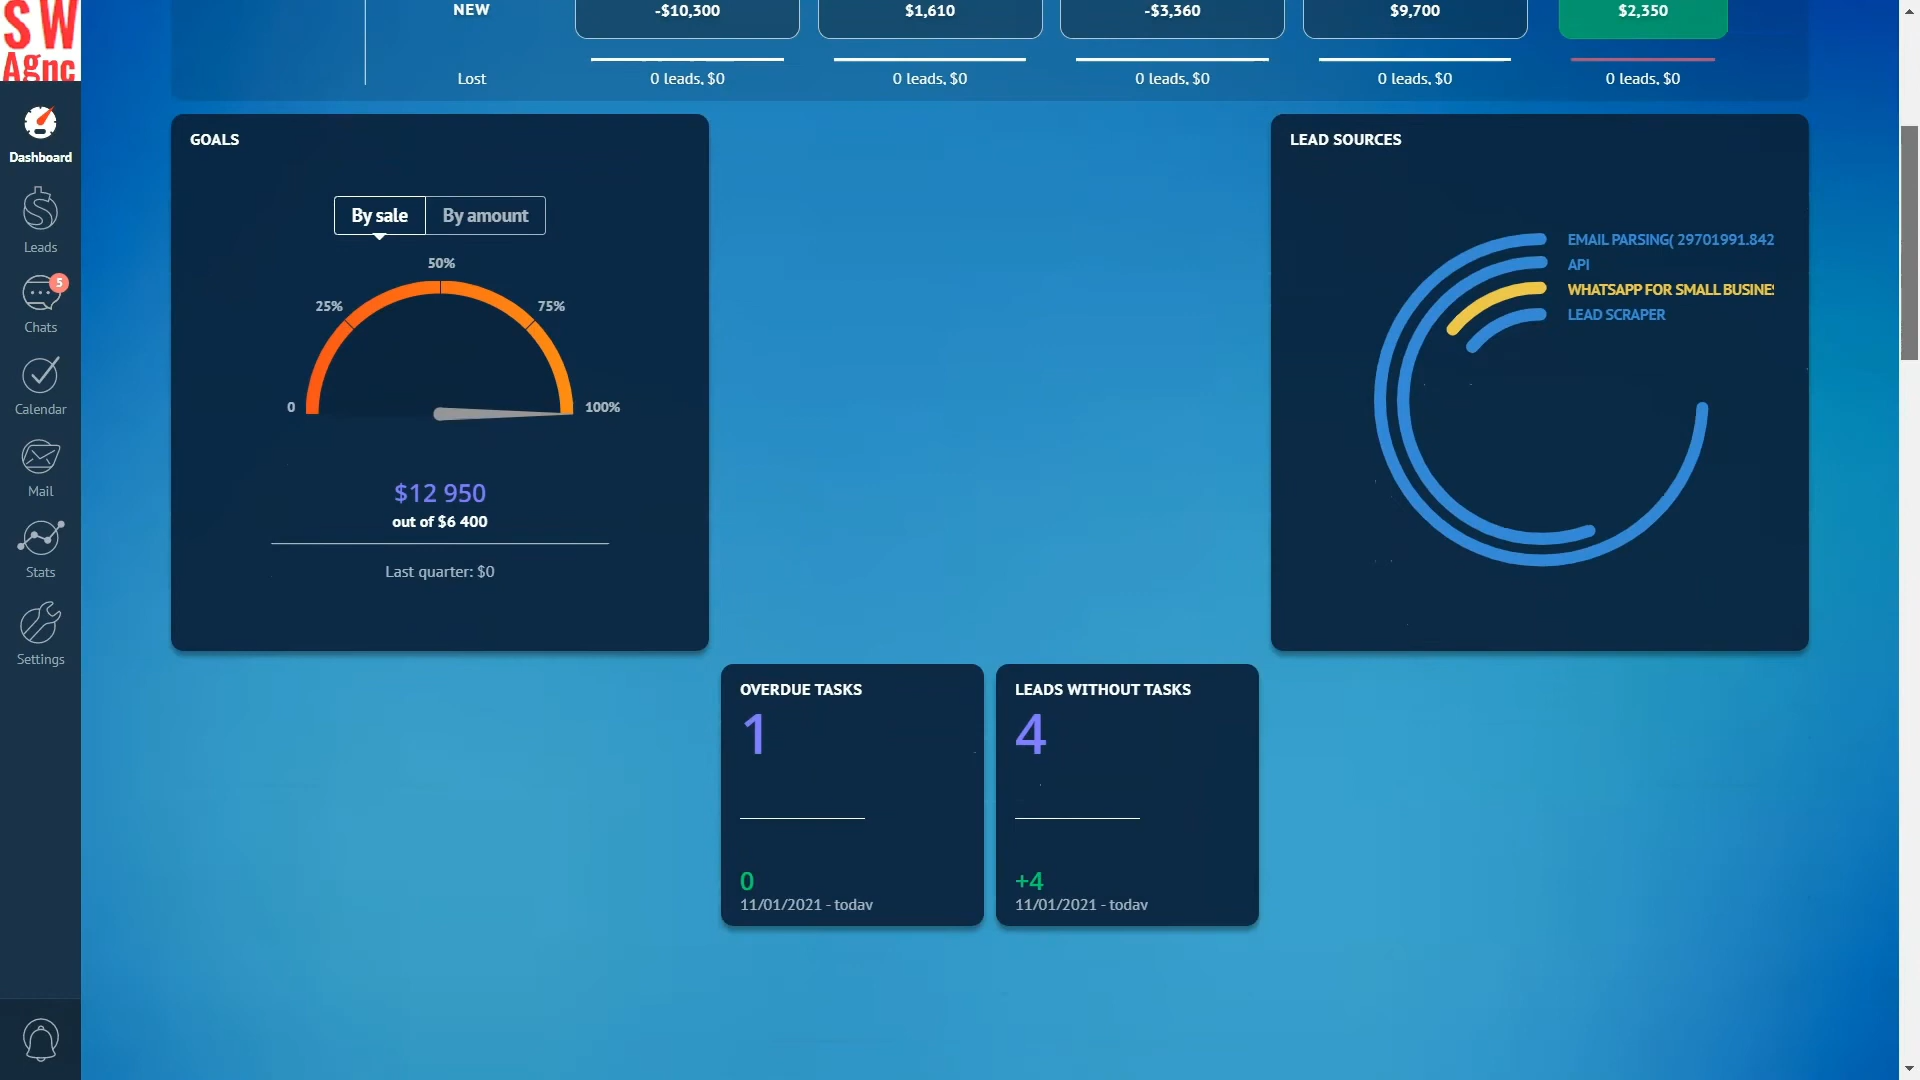 SW
Agnc
Dashboard
Leads
5
Chats
Calendar
Mail
Stats
Settings
NEW
-$10,300
$1,610
-$3,360
$9,700
$2,350
Lost
0 leads, $0
0 leads, $0
0 leads, $0
0 leads, $0
0 leads, $0
GOALS
By sale
By amount
0
25%
50%
75%
100%
$12 950
out of $6 400
Last quarter: $0
LEAD SOURCES
EMAIL PARSING( 29701991.842
API
WHATSAPP FOR SMALL BUSINES
LEAD SCRAPER
OVERDUE TASKS
1
0
11/01/2021 - today
LEADS WITHOUT TASKS
4
+4
11/01/2021 - today